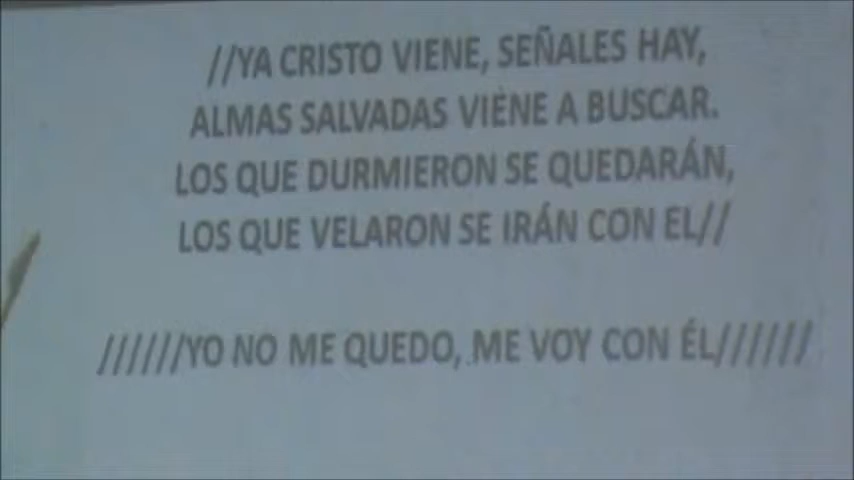 //YA CRISTO VIENE, SEÑALES HAY,
ALMAS SALVADAS VIENE A BUSCAR.
LOS QUE DURMIERON SE QUEDARÁN,
LOS QUE VELARON SE IRÁN CON EL//
//////YO NO ME QUEDO, ME VOY CON ÉL//////